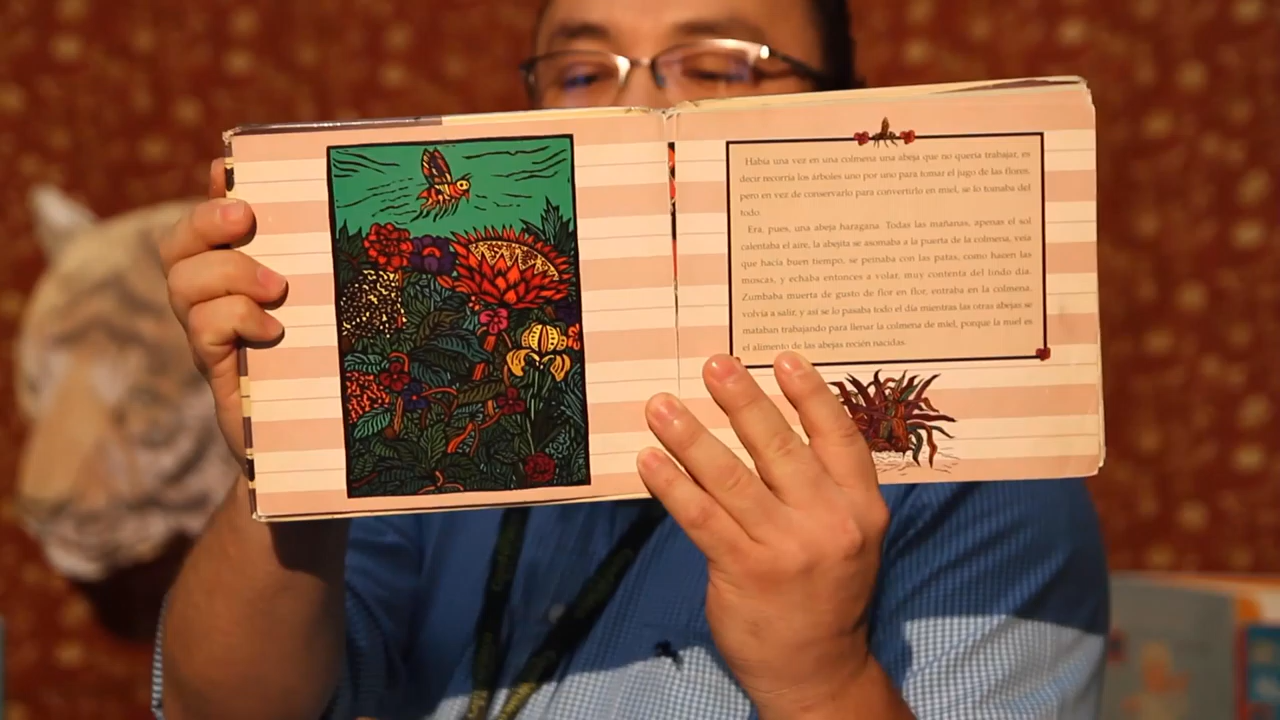 Había una vez en una colmena una abeja que no quería trabajar, es
decir recorría los árboles uno por uno para tomar el jugo de las flores,
pero en vez de conservarlo para convertirlo en miel, se lo tomaba del
todo.
Era, pues, una abeja haragana. Todas las mañanas, apenas el sol
calentaba el aire, la abejita se asomaba a la puerta de la colmena, veía
que hacía buen tiempo, se peinaba con las patas, como hacen las
moscas, y echaba entonces a volar, muy contenta del lindo día.
Zumbaba muerta de gusto de flor en flor, entraba en la colmena,
volvía a salir, y así se lo pasaba todo el día mientras las otras abejas se
mataban trabajando para llenar la colmena de miel, porque la miel es
el alimento de las abejas recién nacidas.